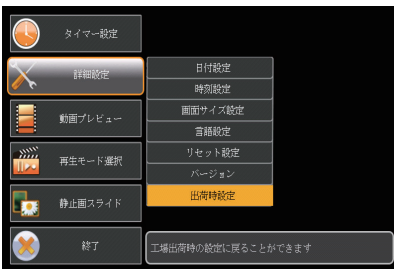 タイマー設定
詳細設定
動画プレビュー
再生モード選択
静止画スライド
終了
日付設定
時刻設定
画面サイズ設定
言語設定
リセット設定
バージョン
出荷時設定
工場出荷時の設定に戻ることができます